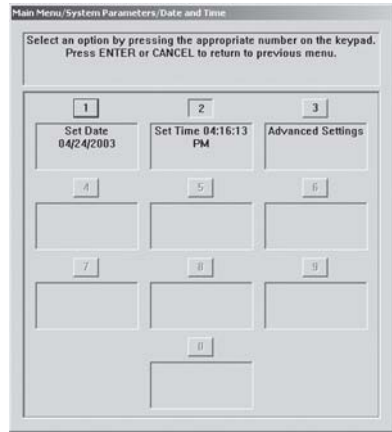 Main Menu/System Parameters/Date and Time
Select an option by pressing the appropriate number on the keypad.
Press ENTER or CANCEL to return to
previous menu.
1 2 3
Set Date
04/24/2003
Set Time 04:16:13
PM
Advanced Settings
4 5 6
7 8 9
0